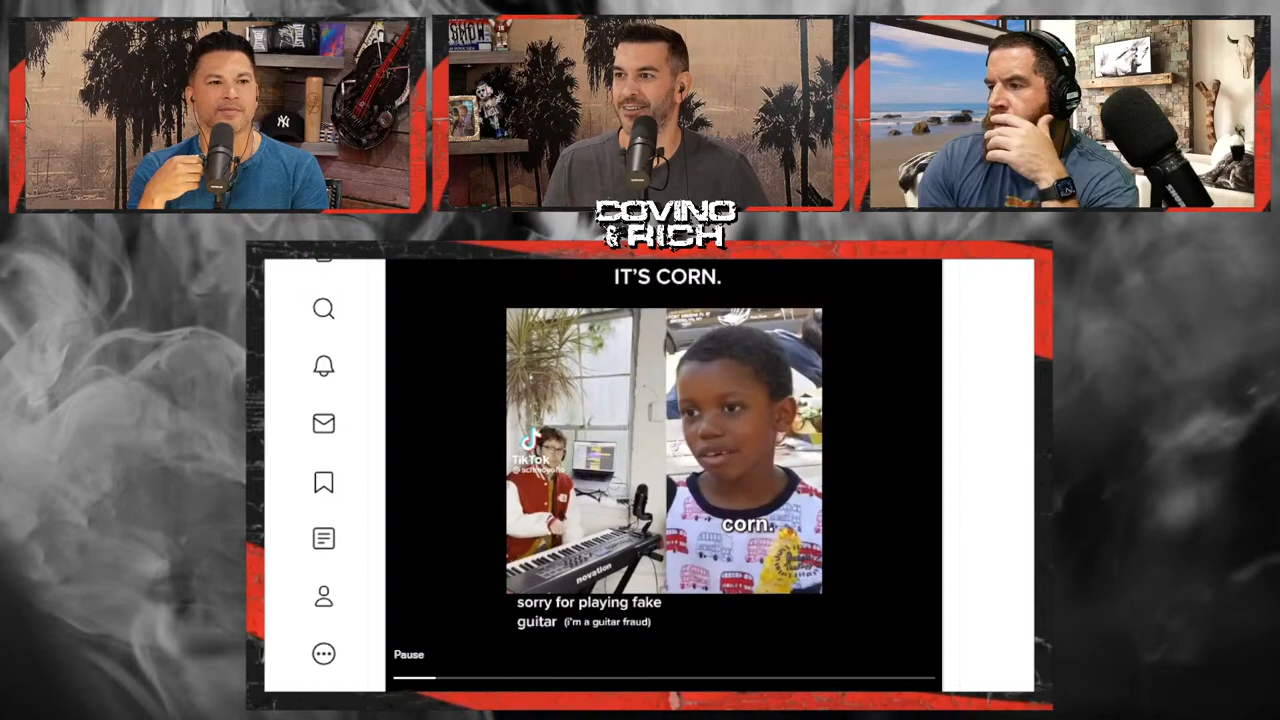 COVINO
& RICH
IT'S CORN.
TikTok
corn.
novation
sorry for playing fake
guitar (i'm a guitar fraud)
Pause